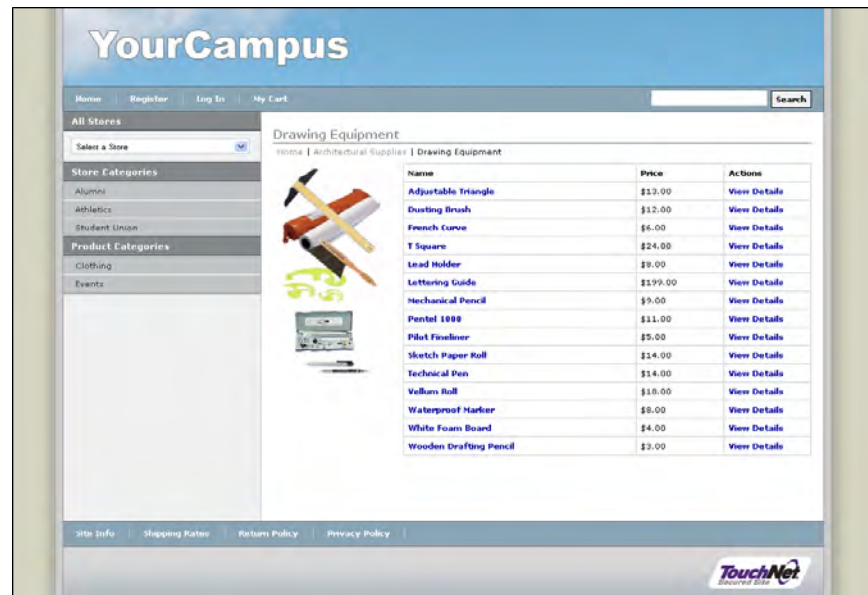 YourCampus
Home Register Log In My Cart Search
All Stores
Select a Store
Store Categories
Alumni
Athletics
Student Union
Product Categories
Clothing
Events
Drawing Equipment
Home | Architectural Supplies | Drawing Equipment
Name Price Actions
Adjustable Triangle $13.00 View Details
Dusting Brush $12.00 View Details
French Curve $6.00 View Details
T Square $24.00 View Details
Lead Holder $8.00 View Details
Lettering Guide $199.00 View Details
Mechanical Pencil $9.00 View Details
Pentel 1000 $11.00 View Details
Pilot Fineliner $5.00 View Details
Sketch Paper Roll $14.00 View Details
Technical Pen $14.00 View Details
Vellum Roll $18.00 View Details
Waterproof Marker $8.00 View Details
White Foam Board $4.00 View Details
Wooden Drafting Pencil $3.00 View Details
Site Info Shipping Rates Return Policy Privacy Policy
TouchNet
Secured Site